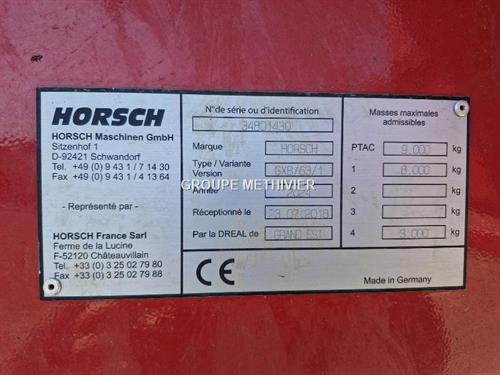 HORSCH
HORSCH Maschinen GmbH
Sitzenhof 1
D-92421 Schwandorf
Tel. +49 (0) 9 43 1 / 7 14 30
Fax +49 (0) 9 43 1 / 4 13 64
- Représenté par -
HORSCH France Sarl
Ferme de la Lucine
F-52120 Châteauvillain
Tel. +33 (0) 3 25 02 79 80
Fax +33 (0) 3 25 02 79 88
N°de série ou d'identification
34801430
Marque HORSCH
Type / Variante
Version GX8/63/1
GROUPE METHIVIER
Année 2024
Réceptionné le 23.07.2018
Par la DREAL de GRAND EST
Masses maximales
admissibles
PTAC 9.000 kg
1 8.000 kg
2 kg
3 kg
4 3.000 kg
CE
Made in Germany